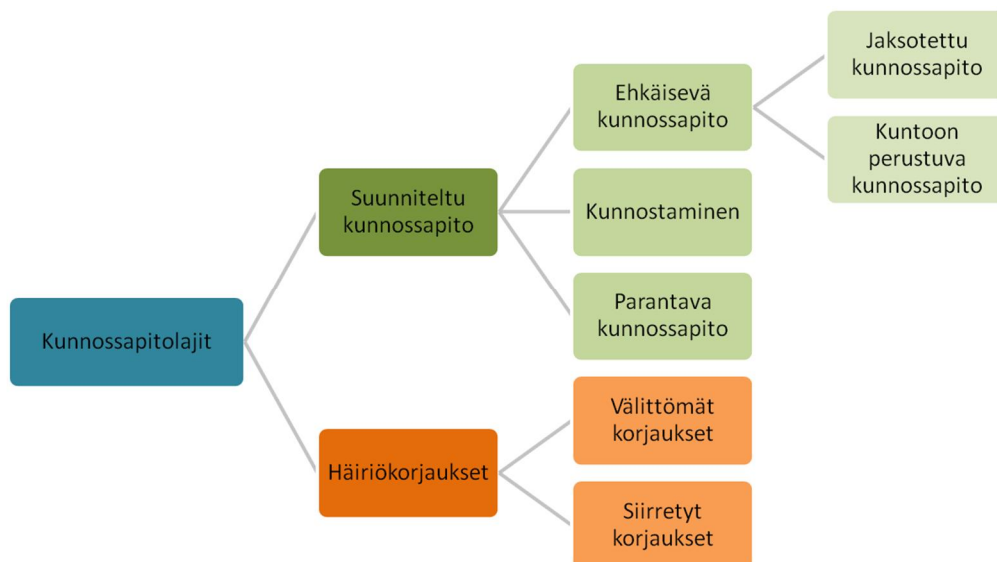 Jaksotettu
kunnossapito
Ehkäisevä
kunnossapito
Kuntoon
perustuva
kunnossapito
Suunniteltu
kunnossapito
Kunnostaminen
Parantava
kunnossapito
Kunnossapitolajit
Välittömät
korjaukset
Häiriökorjaukset
Siirretyt
korjaukset